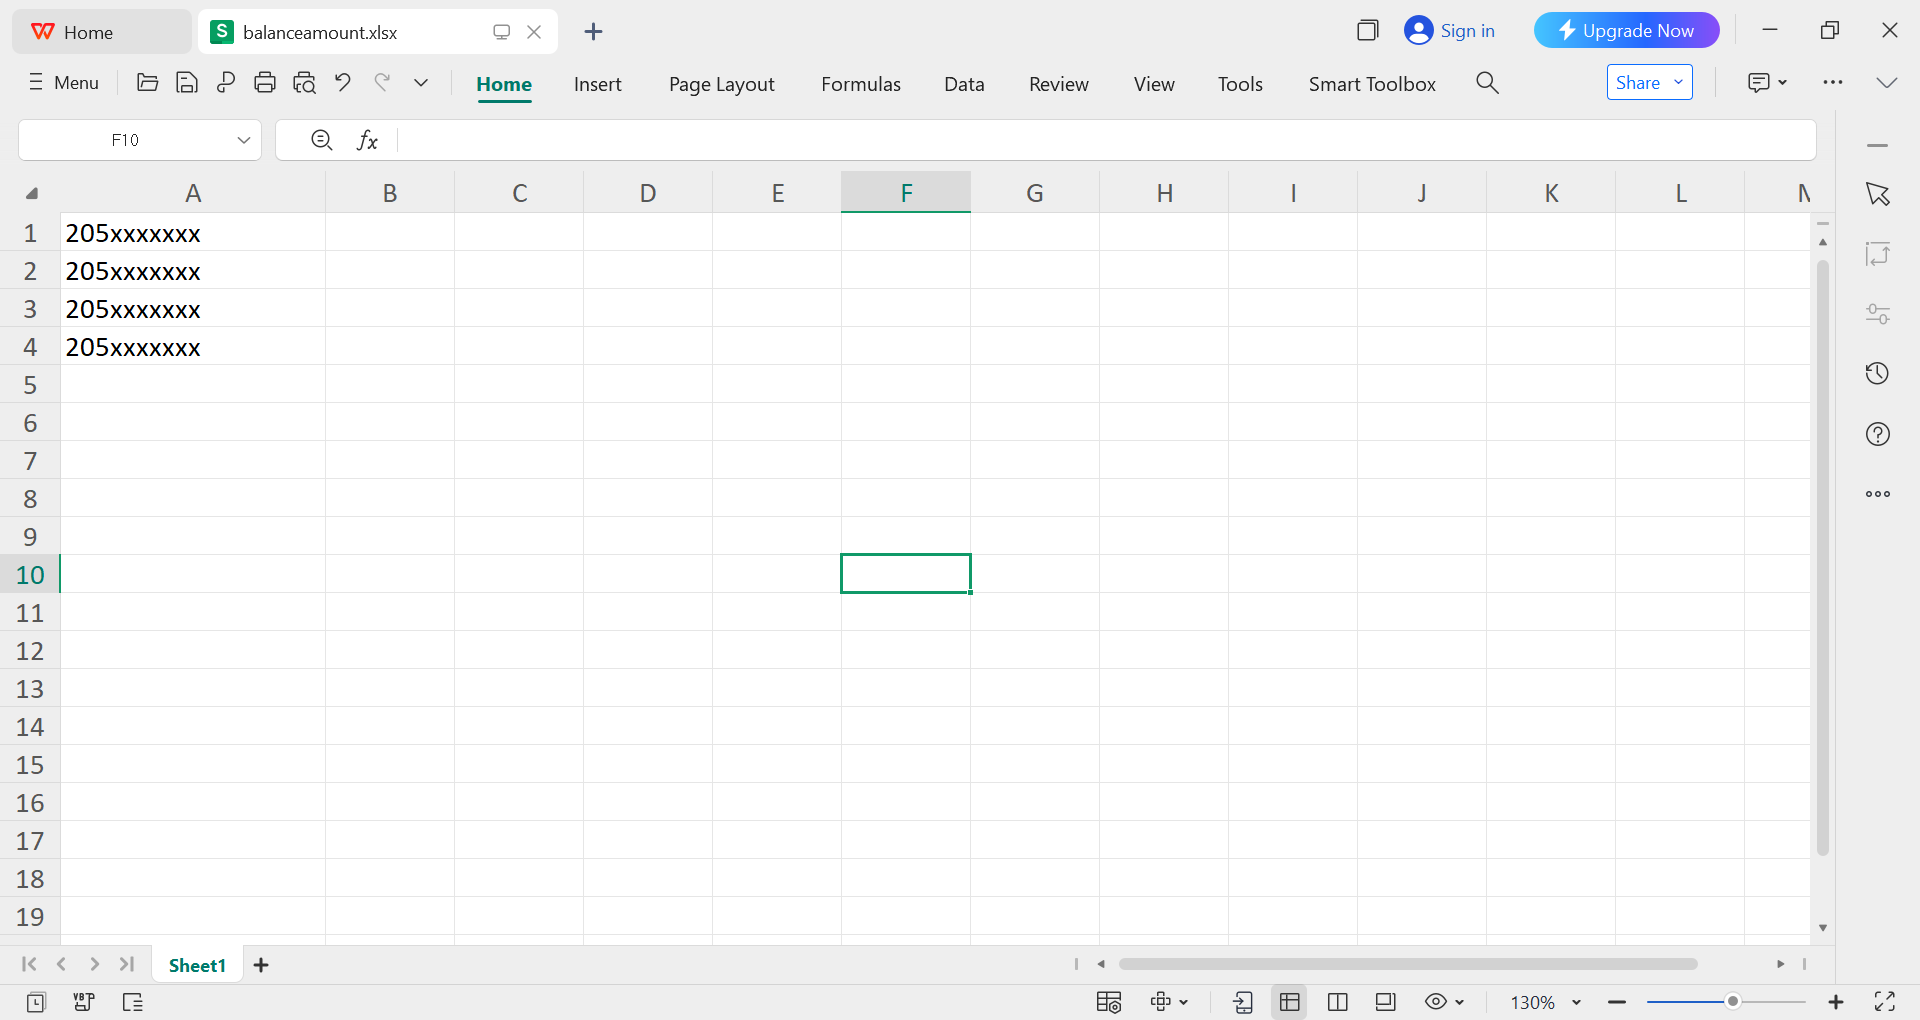 Home
S balanceamount.xlsx
Sign in
Upgrade Now
Menu
Home Insert Page Layout Formulas Data Review View Tools Smart Toolbox
Share
F10
fx
A B C D E F G H I J K L
1 205xxxxxxx
2 205xxxxxxx
3 205xxxxxxx
4 205xxxxxxx
5
6
7
8
9
10
11
12
13
14
15
16
17
18
19
Sheet1
130%